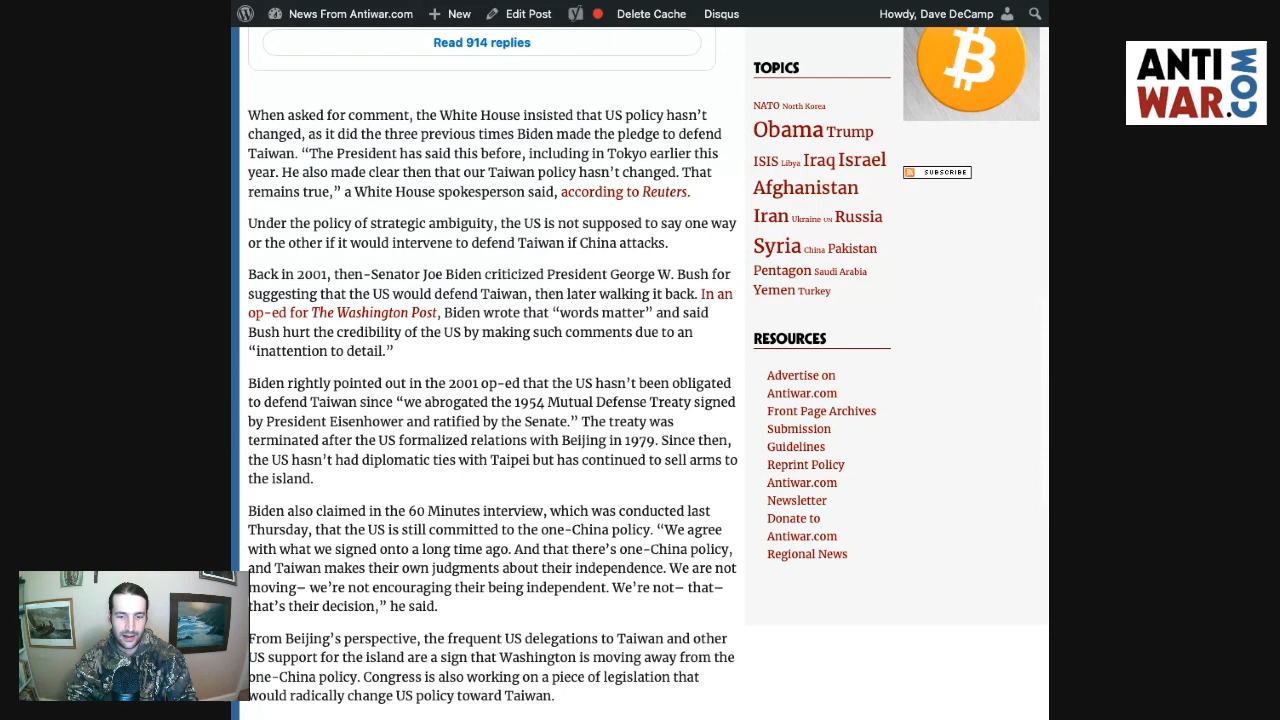 News From Antiwar.com
New
Edit Post
Delete Cache
Disqus
Howdy, Dave DeCamp
Read 914 replies
When asked for comment, the White House insisted that US policy hasn’t
changed, as it did the three previous times Biden made the pledge to defend
Taiwan. “The President has said this before, including in Tokyo earlier this
year. He also made clear then that our Taiwan policy hasn’t changed. That
remains true,” a White House spokesperson said, according to Reuters.
Under the policy of strategic ambiguity, the US is not supposed to say one way
or the other if it would intervene to defend Taiwan if China attacks.
Back in 2001, then-Senator Joe Biden criticized President George W. Bush for
suggesting that the US would defend Taiwan, then later walking it back. In an
op-ed for The Washington Post, Biden wrote that “words matter” and said
Bush hurt the credibility of the US by making such comments due to an
“inattention to detail.”
Biden rightly pointed out in the 2001 op-ed that the US hasn’t been obligated
to defend Taiwan since “we abrogated the 1954 Mutual Defense Treaty signed
by President Eisenhower and ratified by the Senate.” The treaty was
terminated after the US formalized relations with Beijing in 1979. Since then,
the US hasn’t had diplomatic ties with Taipei but has continued to sell arms to
the island.
Biden also claimed in the 60 Minutes interview, which was conducted last
Thursday, that the US is still committed to the one-China policy. “We agree
with what we signed onto a long time ago. And that there’s one-China policy,
and Taiwan makes their own judgments about their independence. We are not
moving– we’re not encouraging their being independent. We’re not– that–
that’s their decision,” he said.
From Beijing’s perspective, the frequent US delegations to Taiwan and other
US support for the island are a sign that Washington is moving away from the
one-China policy. Congress is also working on a piece of legislation that
would radically change US policy toward Taiwan.
TOPICS
NATO North Korea
Obama Trump
ISIS Libya Iraq Israel
Afghanistan
Iran Ukraine UN Russia
Syria China Pakistan
Pentagon Saudi Arabia
Yemen Turkey
RESOURCES
Advertise on
Antiwar.com
Front Page Archives
Submission
Guidelines
Reprint Policy
Antiwar.com
Newsletter
Donate to
Antiwar.com
Regional News
SUBSCRIBE
ANTI
WAR.COM